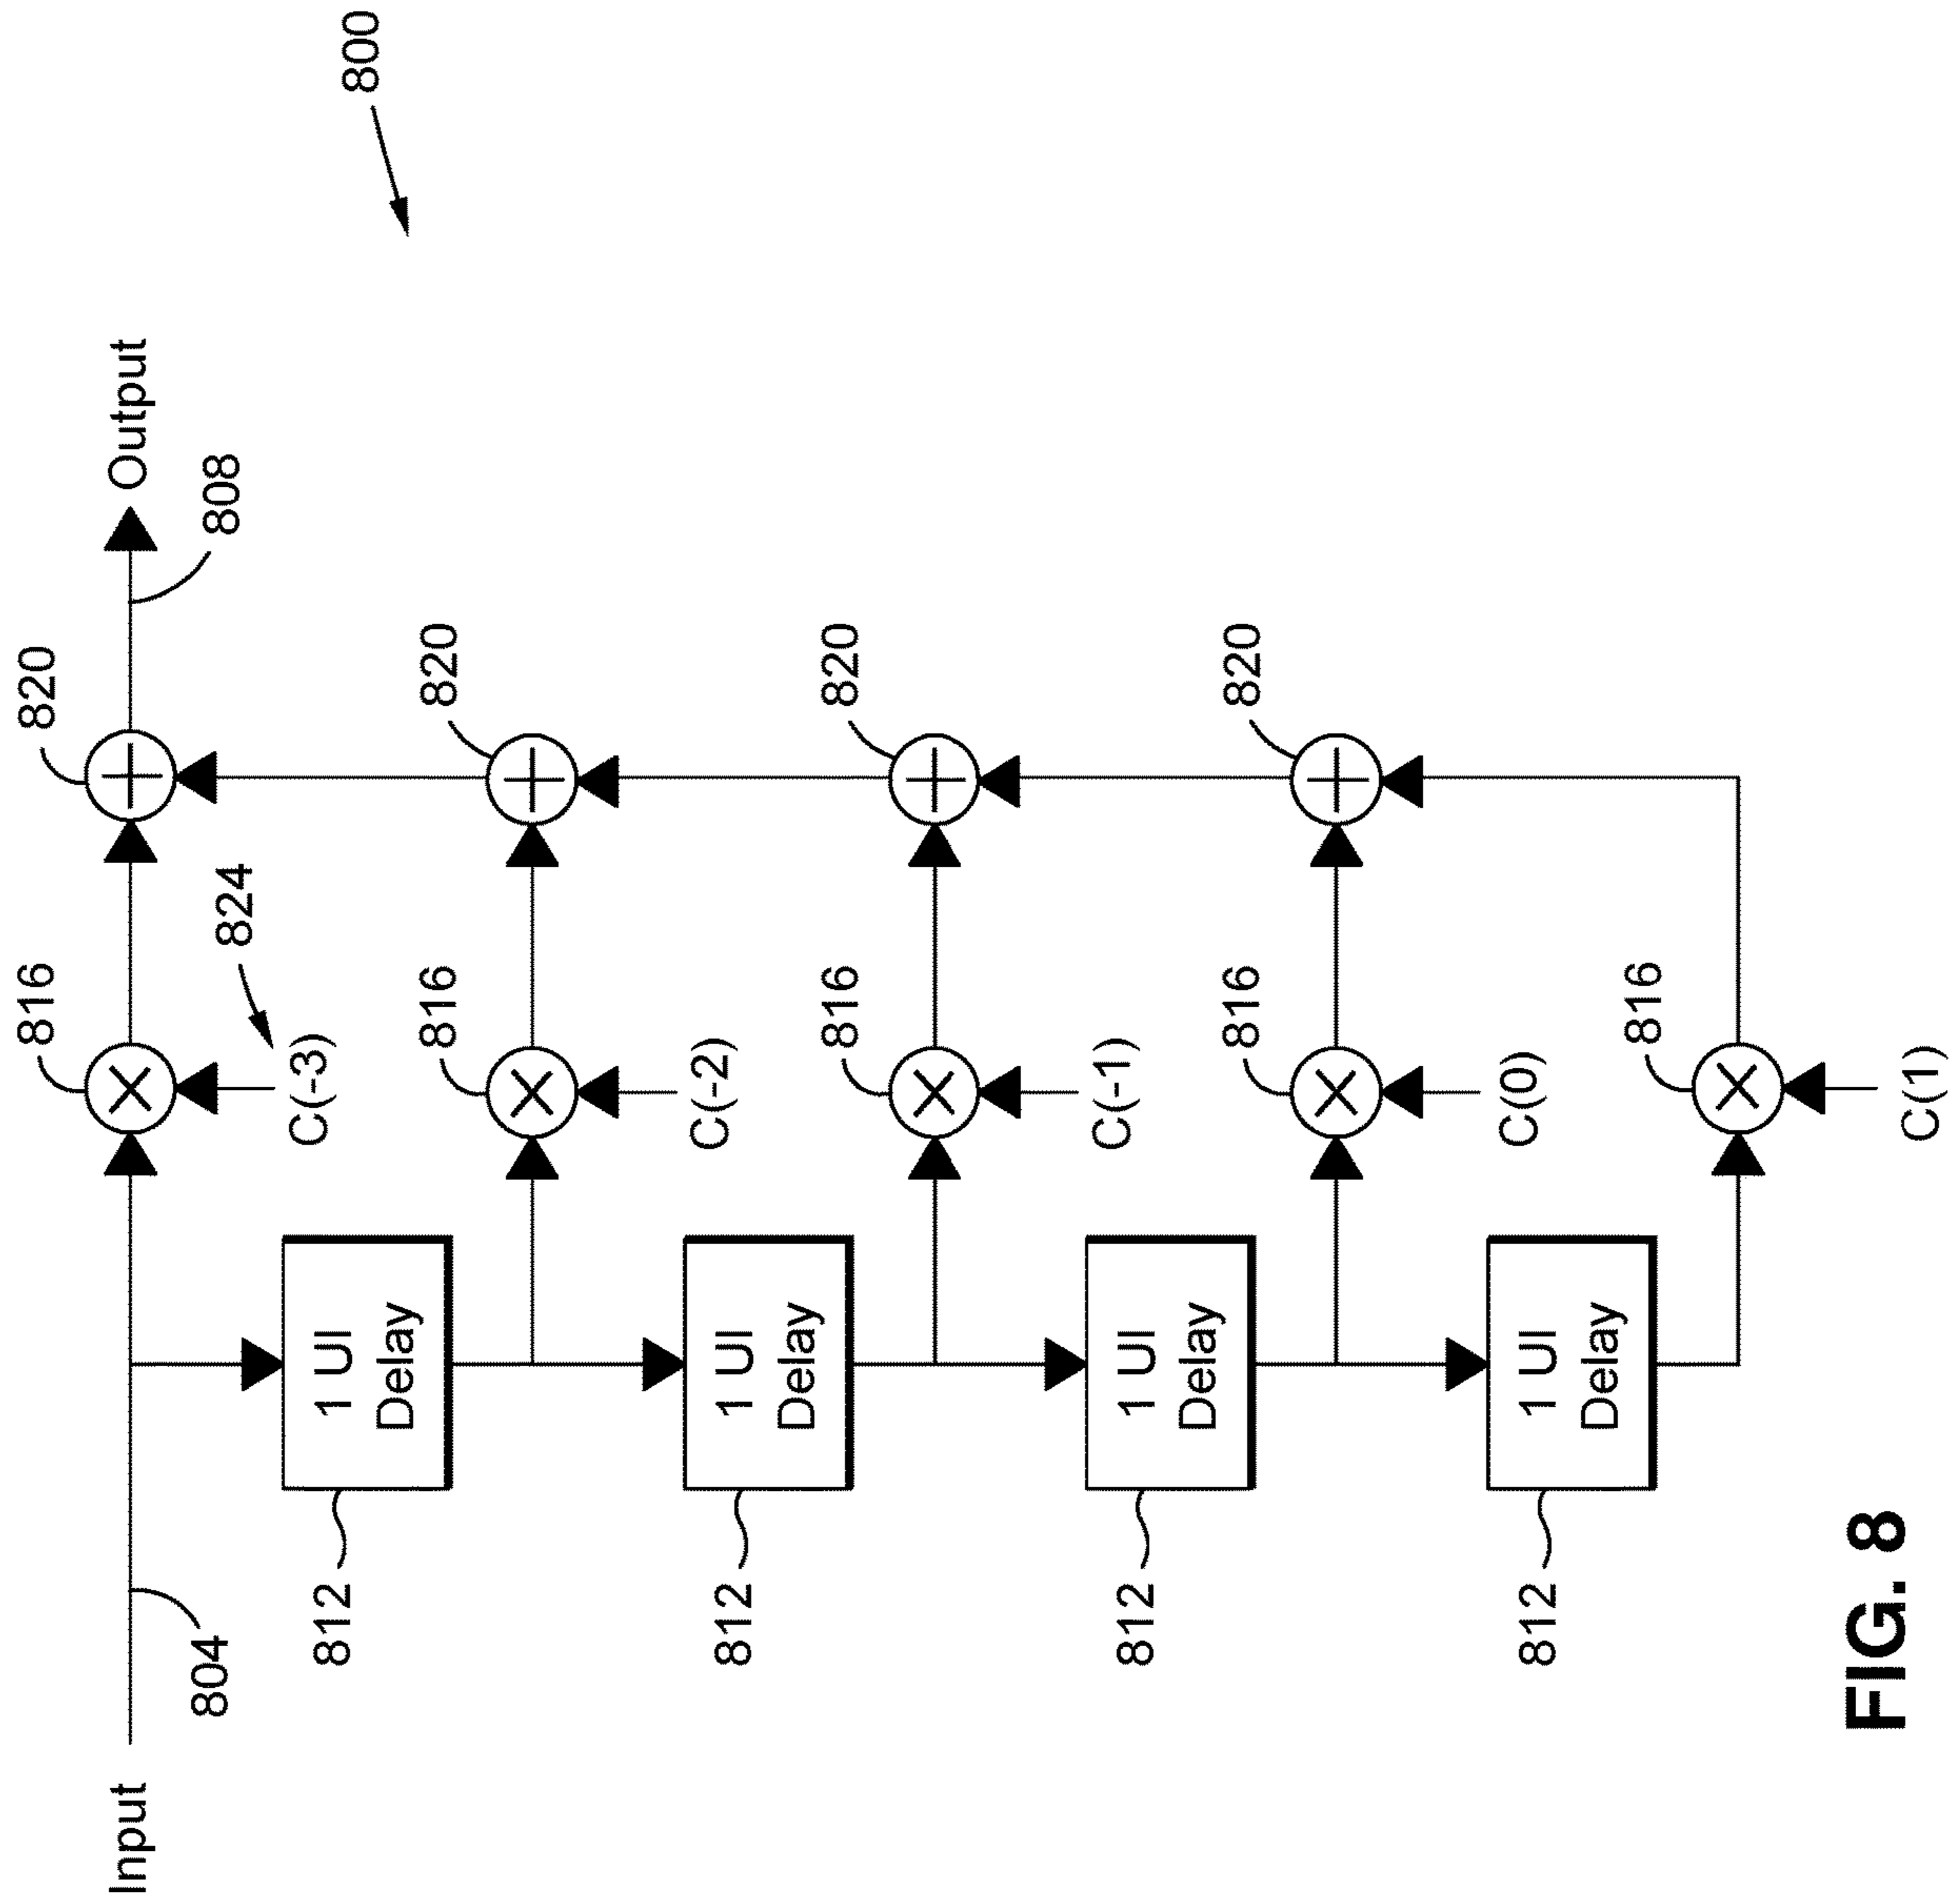 816
820
Input
Output
804
824
808
812
1 UI
Delay
C(-3)
800
816
820
812
1 UI
Delay
C(-2)
816
820
812
1 UI
Delay
C(-1)
816
820
812
1 UI
Delay
C(0)
816
C(1)
FIG. 8